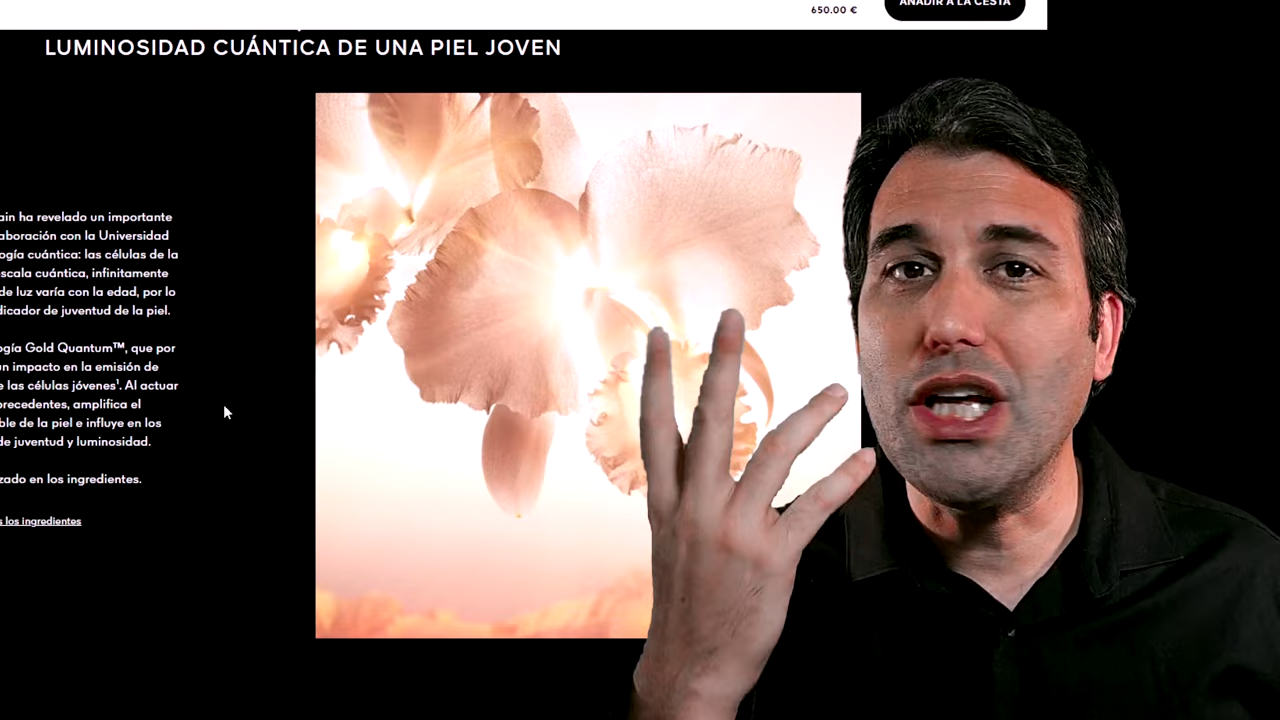 650.00 €
AÑADIR A LA CESTA
LUMINOSIDAD CUÁNTICA DE UNA PIEL JOVEN
ain ha revelado un importante
aboración con la Universidad
ogía cuántica: las células de la
escala cuántica, infinitamente
de luz varía con la edad, por lo
dicador de juventud de la piel.
ogía Gold Quantum™, que por
un impacto en la emisión de
e las células jóvenes¹. Al actuar
precedentes, amplifica el
ble de la piel e influye en los
de juventud y luminosidad.
zado en los ingredientes.
s los ingredientes